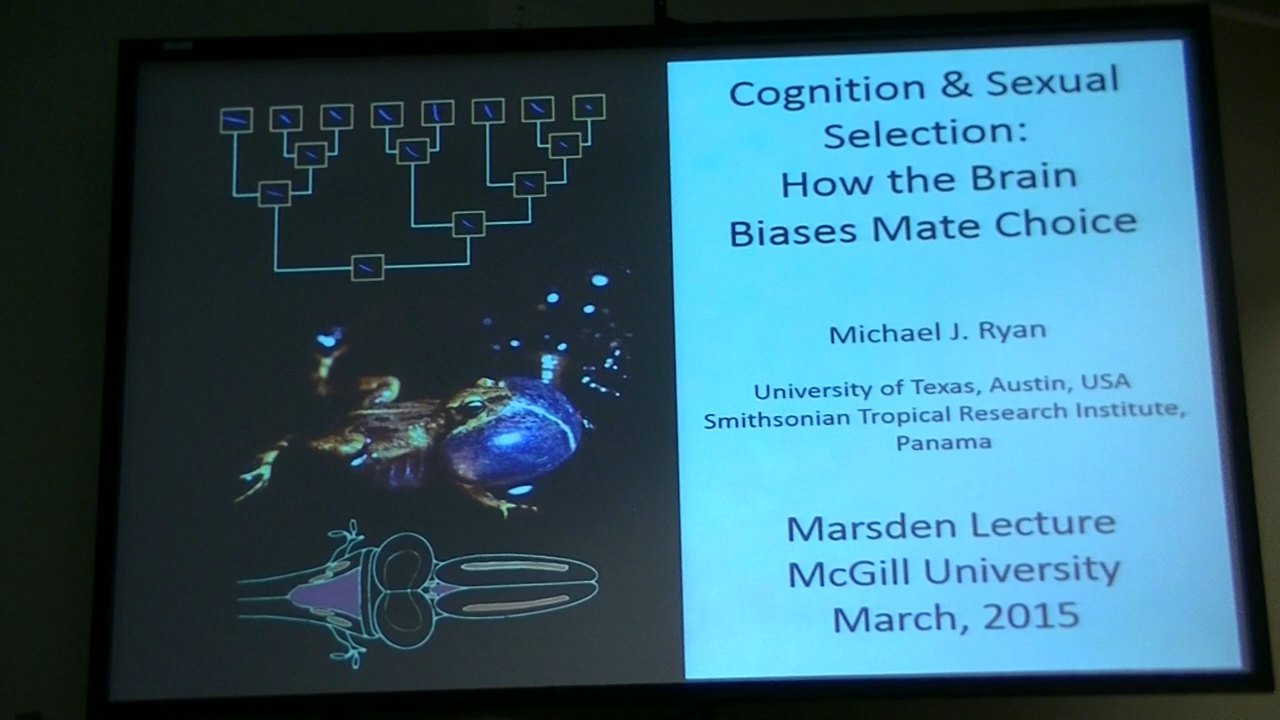 Cognition & Sexual
Selection:
How the Brain
Biases Mate Choice
Michael J. Ryan
University of Texas, Austin, USA
Smithsonian Tropical Research Institute,
Panama
Marsden Lecture
McGill University
March, 2015